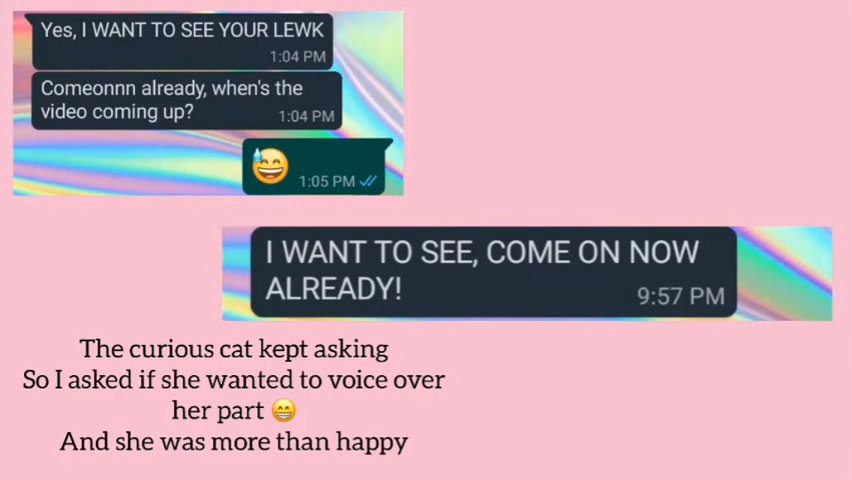 Yes, I WANT TO SEE YOUR LEWK
1:04 PM
Comeonnn already, when's the
video coming up?
1:04 PM
😅
1:05 PM
I WANT TO SEE, COME ON NOW
ALREADY!
9:57 PM
The curious cat kept asking
So I asked if she wanted to voice over
her part 😁
And she was more than happy